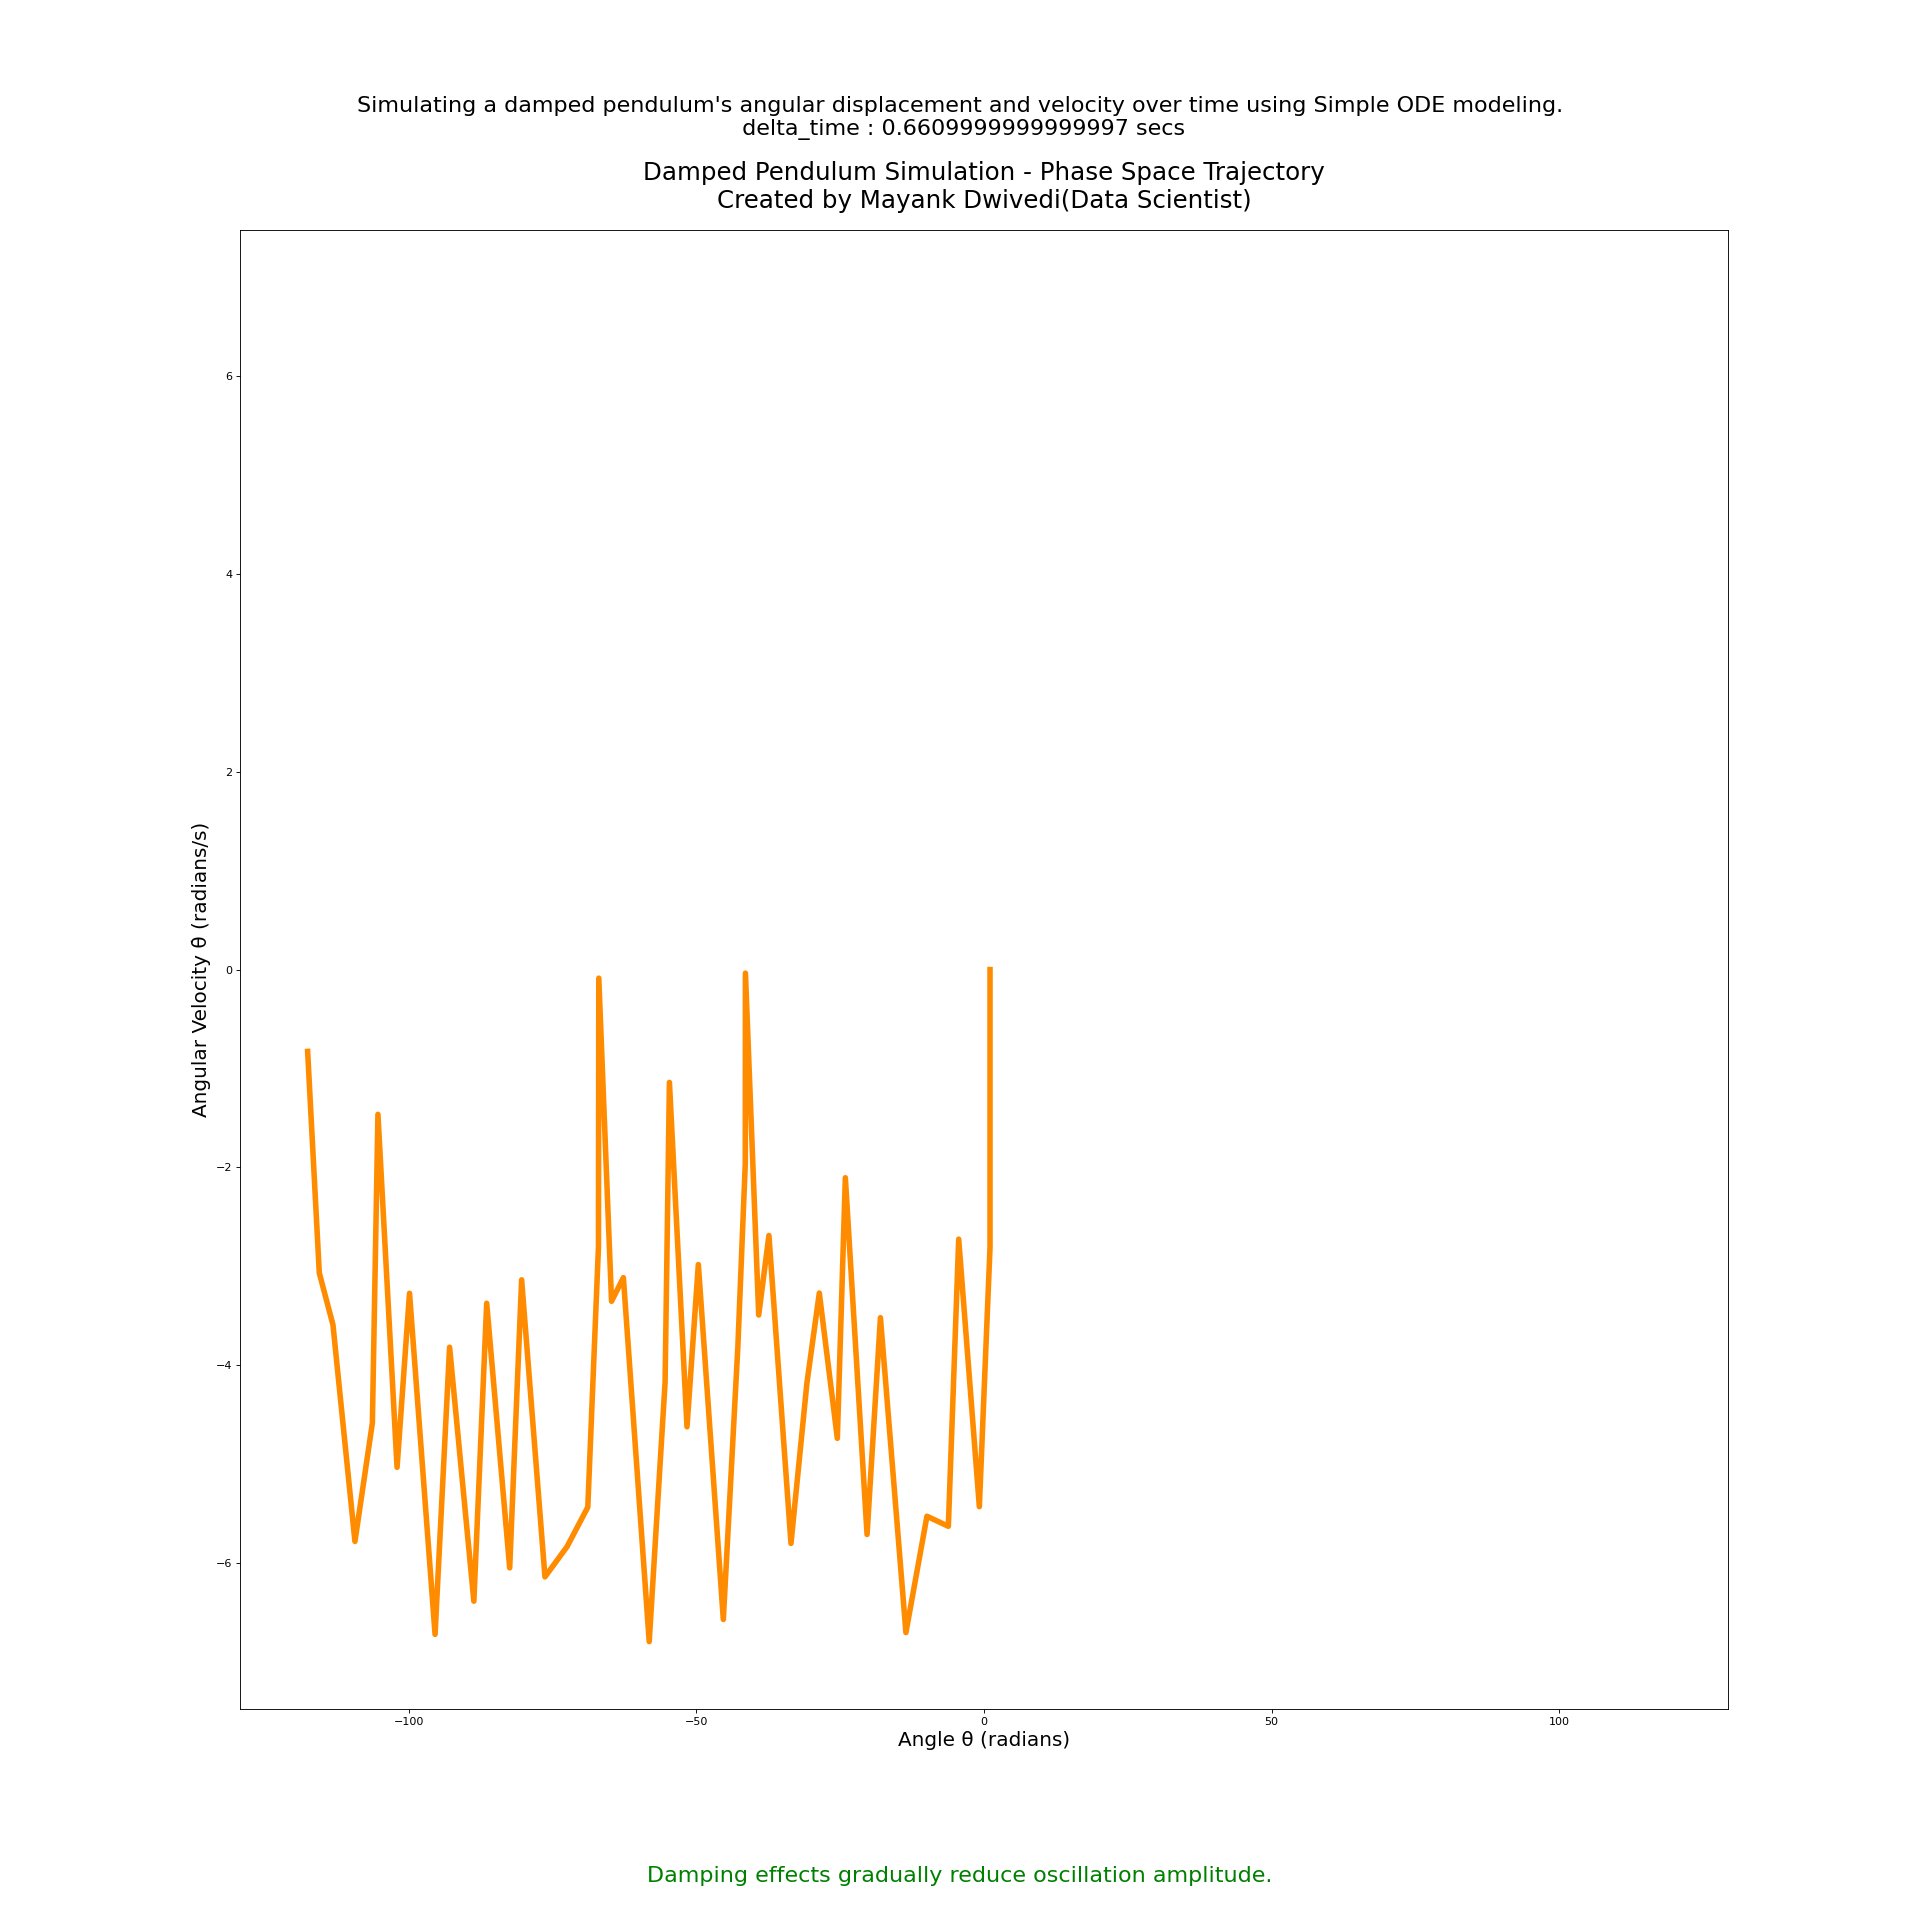 Simulating a damped pendulum's angular displacement and velocity over time using Simple ODE modeling.
delta_time : 0.6609999999999997 secs
Damped Pendulum Simulation - Phase Space Trajectory
Created by Mayank Dwivedi(Data Scientist)
Angular Velocity θ (radians/s)
6
4
2
0
−2
−4
−6
−100
−50
0
50
100
Angle θ (radians)
Damping effects gradually reduce oscillation amplitude.